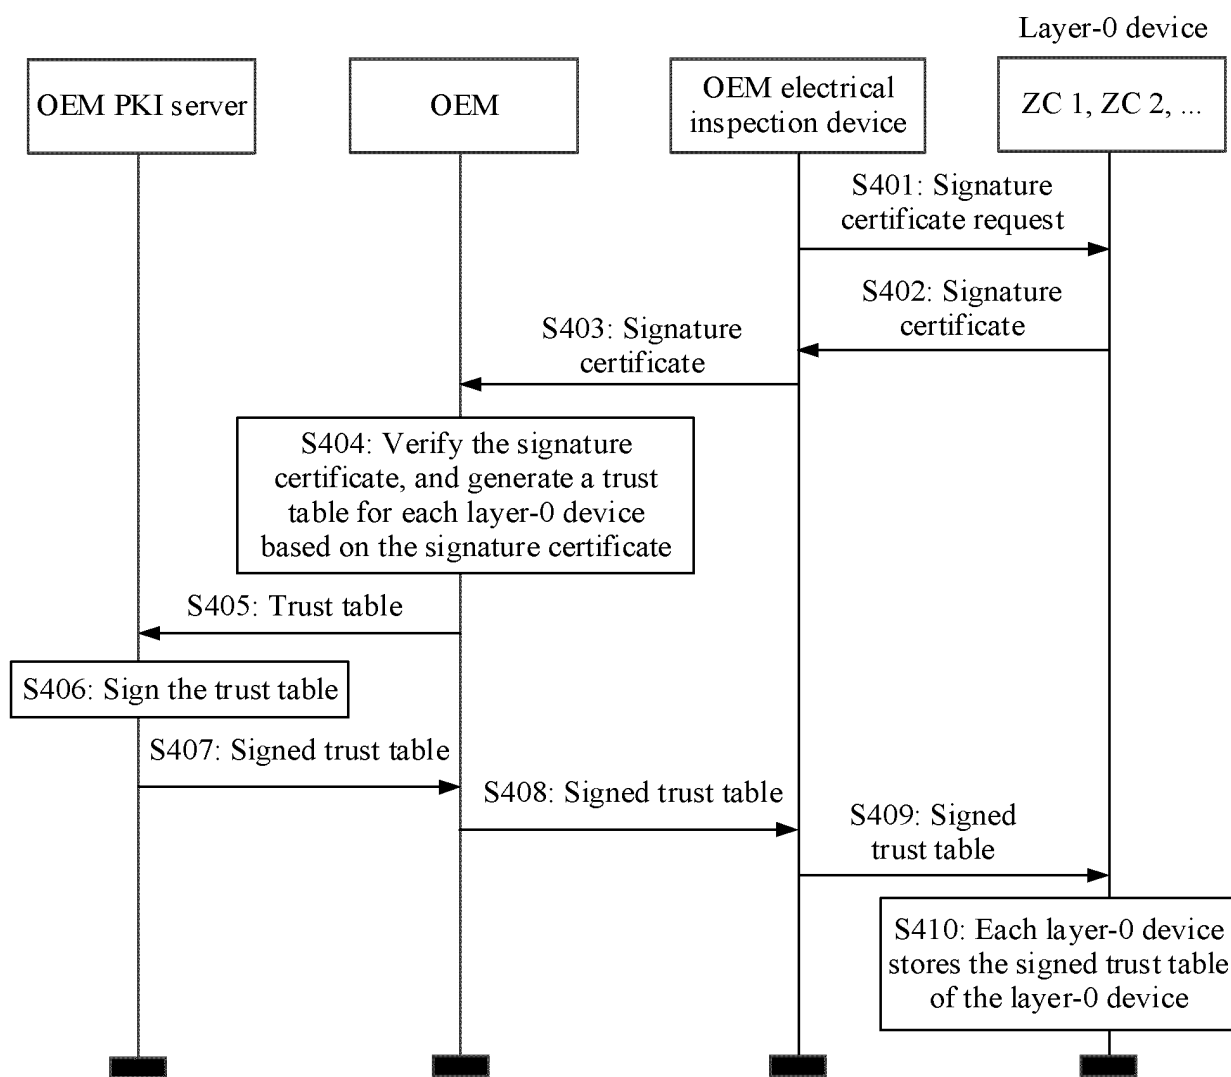 Layer-0 device
OEM PKI server
OEM
OEM electrical
inspection device
ZC 1, ZC 2, ...
S401: Signature
certificate request
S402: Signature
certificate
S403: Signature
certificate
S404: Verify the signature
certificate, and generate a trust
table for each layer-0 device
based on the signature certificate
S405: Trust table
S406: Sign the trust table
S407: Signed trust table
S408: Signed trust table
S409: Signed
trust table
S410: Each layer-0 device
stores the signed trust table
of the layer-0 device